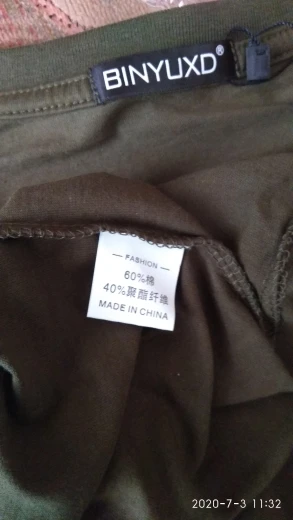 BINYUXD®
— FASHION —
60%棉
40%聚酯纤维
MADE IN CHINA
2020-7-3 11:32